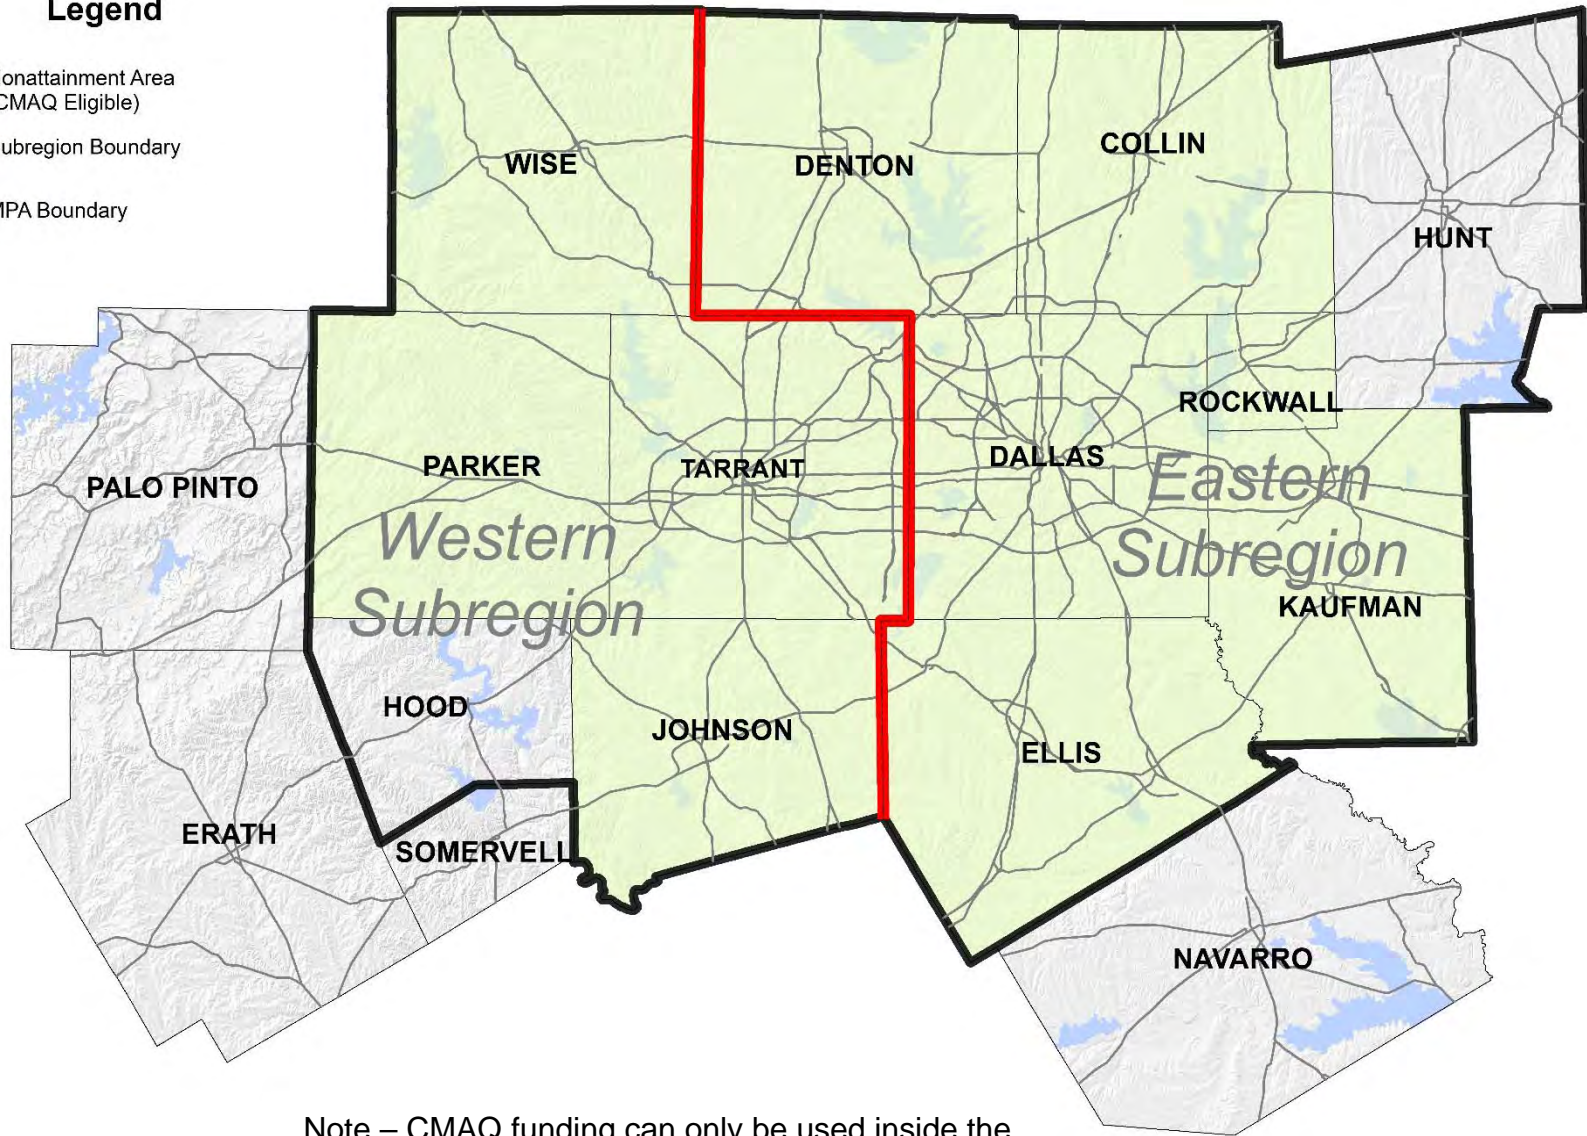 Legend
onattainment Area
CMAQ Eligible)
ubregion Boundary
MPA Boundary
WISE
DENTON
COLLIN
HUNT
PALO PINTO
PARKER
TARRANT
DALLAS
ROCKWALL
Western
Subregion
Eastern
Subregion
KAUFMAN
HOOD
JOHNSON
ELLIS
ERATH
SOMERVELL
NAVARRO
Note – CMAQ funding can only be used inside the